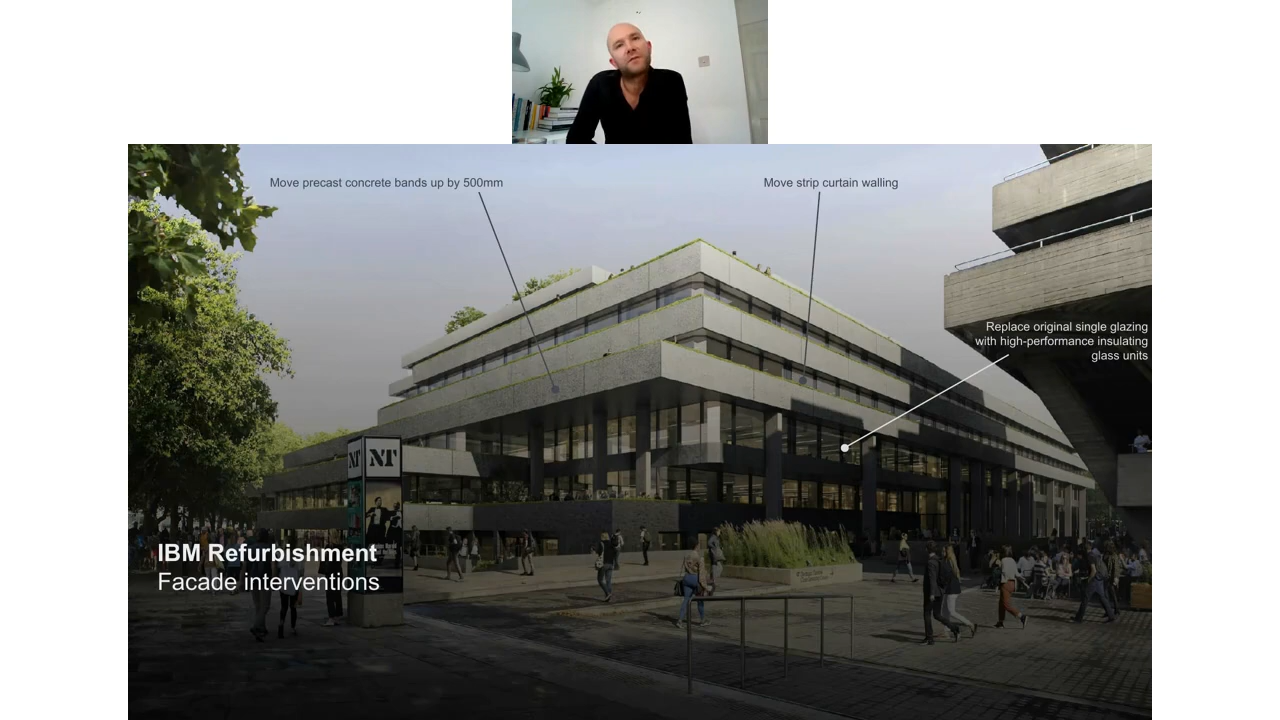 Move precast concrete bands up by 500mm
Move strip curtain walling
Replace original single glazing
with high-performance insulating
glass units
NT
NT
IBM Refurbishment
Facade interventions